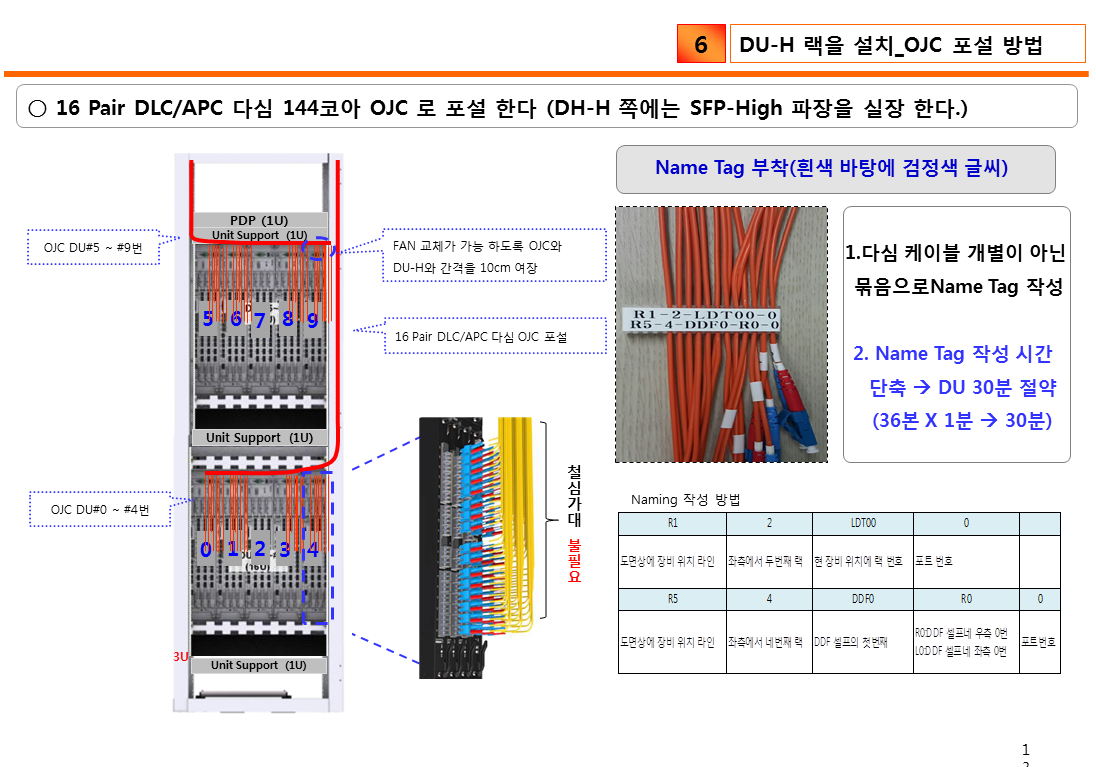 6
DU-H 랙을 설치_OJC 포설 방법
○ 16 Pair DLC/APC 다심 144코아 OJC 로 포설 한다 (DH-H 쪽에는 SFP-High 파장을 실장 한다.)
PDP (1U)
Unit Support (1U)
OJC DU#5 ~ #9번
FAN 교체가 가능 하도록 OJC와
DU-H와 간격을 10cm 여장
5 6 7 8 9
16 Pair DLC/APC 다심 OJC 포설
Unit Support (1U)
OJC DU#0 ~ #4번
0 1 2 3 4
(16U)
3U
Unit Support (1U)
철심가대 불필요
Name Tag 부착(흰색 바탕에 검정색 글씨)
R1-2-LDT00-0
R5-4-DDF0-R0-0
1.다심 케이블 개별이 아닌
묶음으로Name Tag 작성
2. Name Tag 작성 시간
단축 → DU 30분 절약
(36본 X 1분 → 30분)
Naming 작성 방법
R1 2 LDT00 0
도면상에 장비 위치 라인 좌측에서 두번째 랙 현 장비 위치에 랙 번호 포트 번호
R5 4 DDF0 R0 0
도면상에 장비 위치 라인 좌측에서 네번째 랙 DDF 셀프의 첫번째 R0:DDF 셀프네 우측 0번 포트번호
L0:DDF 셀프네 좌측 0번
1